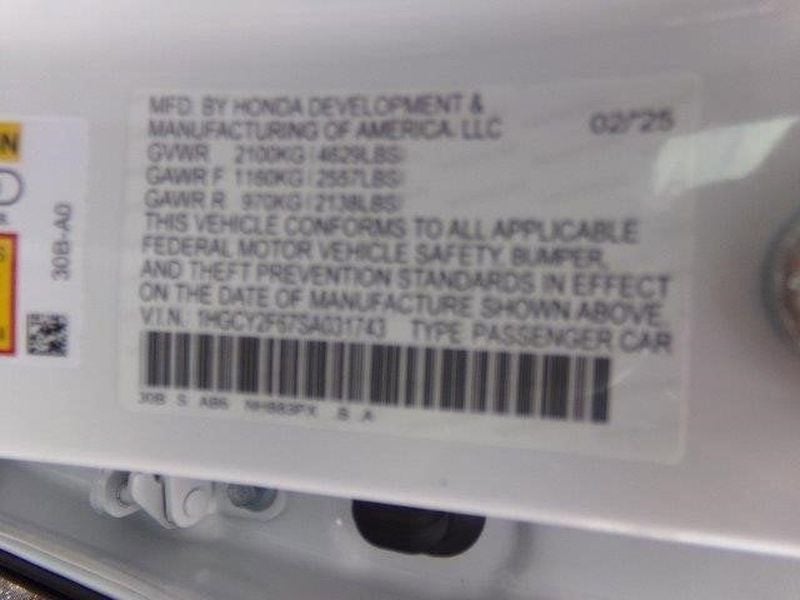 MFD. BY HONDA DEVELOPMENT &
MANUFACTURING OF AMERICA, LLC 02/'25
GVWR 2100KG (4629LBS)
GAWR F 1160KG (2557LBS)
GAWR R 970KG (2138LBS)
THIS VEHICLE CONFORMS TO ALL APPLICABLE
FEDERAL MOTOR VEHICLE SAFETY, BUMPER,
AND THEFT PREVENTION STANDARDS IN EFFECT
ON THE DATE OF MANUFACTURE SHOWN ABOVE.
V.I.N. 1HGCY2F67SA031743 TYPE PASSENGER CAR
30B S AB6 NH883PX B A
30B-A0